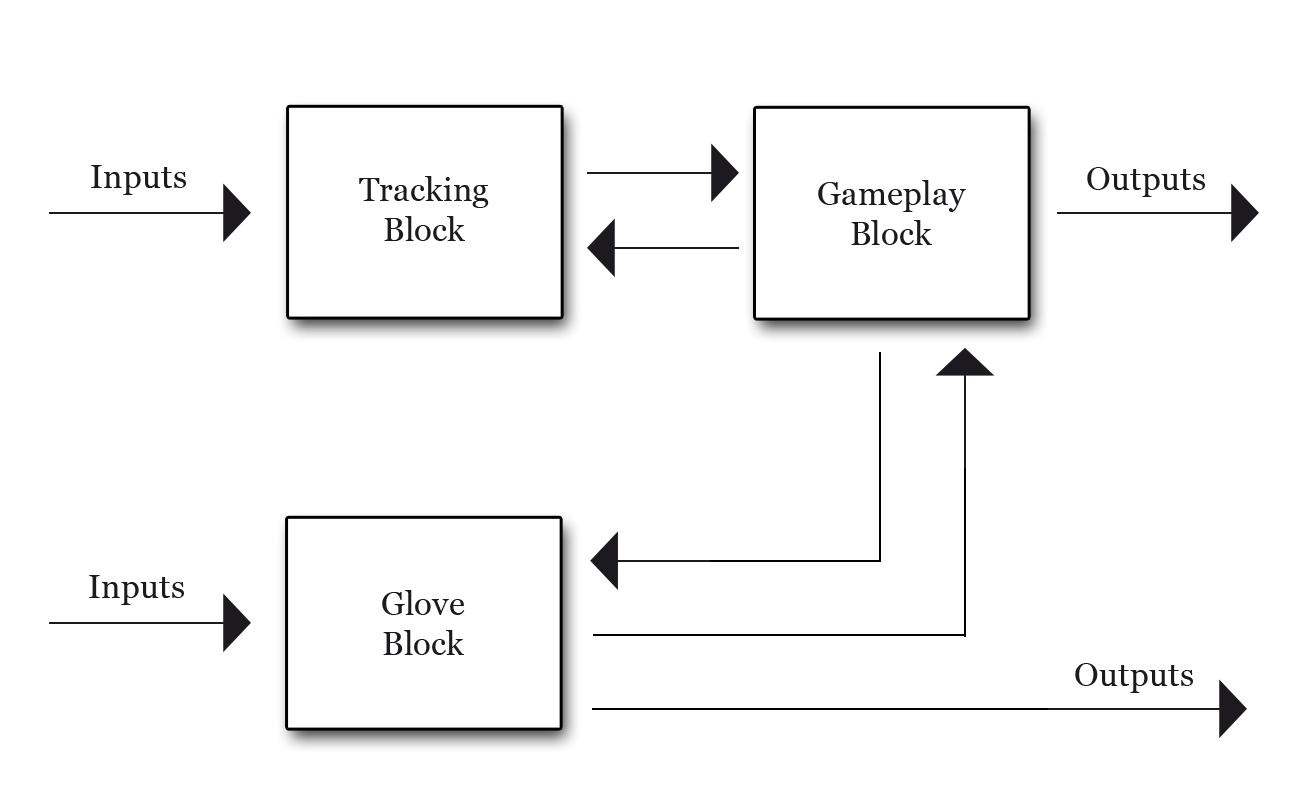 Inputs
Tracking
Block
Gameplay
Block
Outputs
Inputs
Glove
Block
Outputs